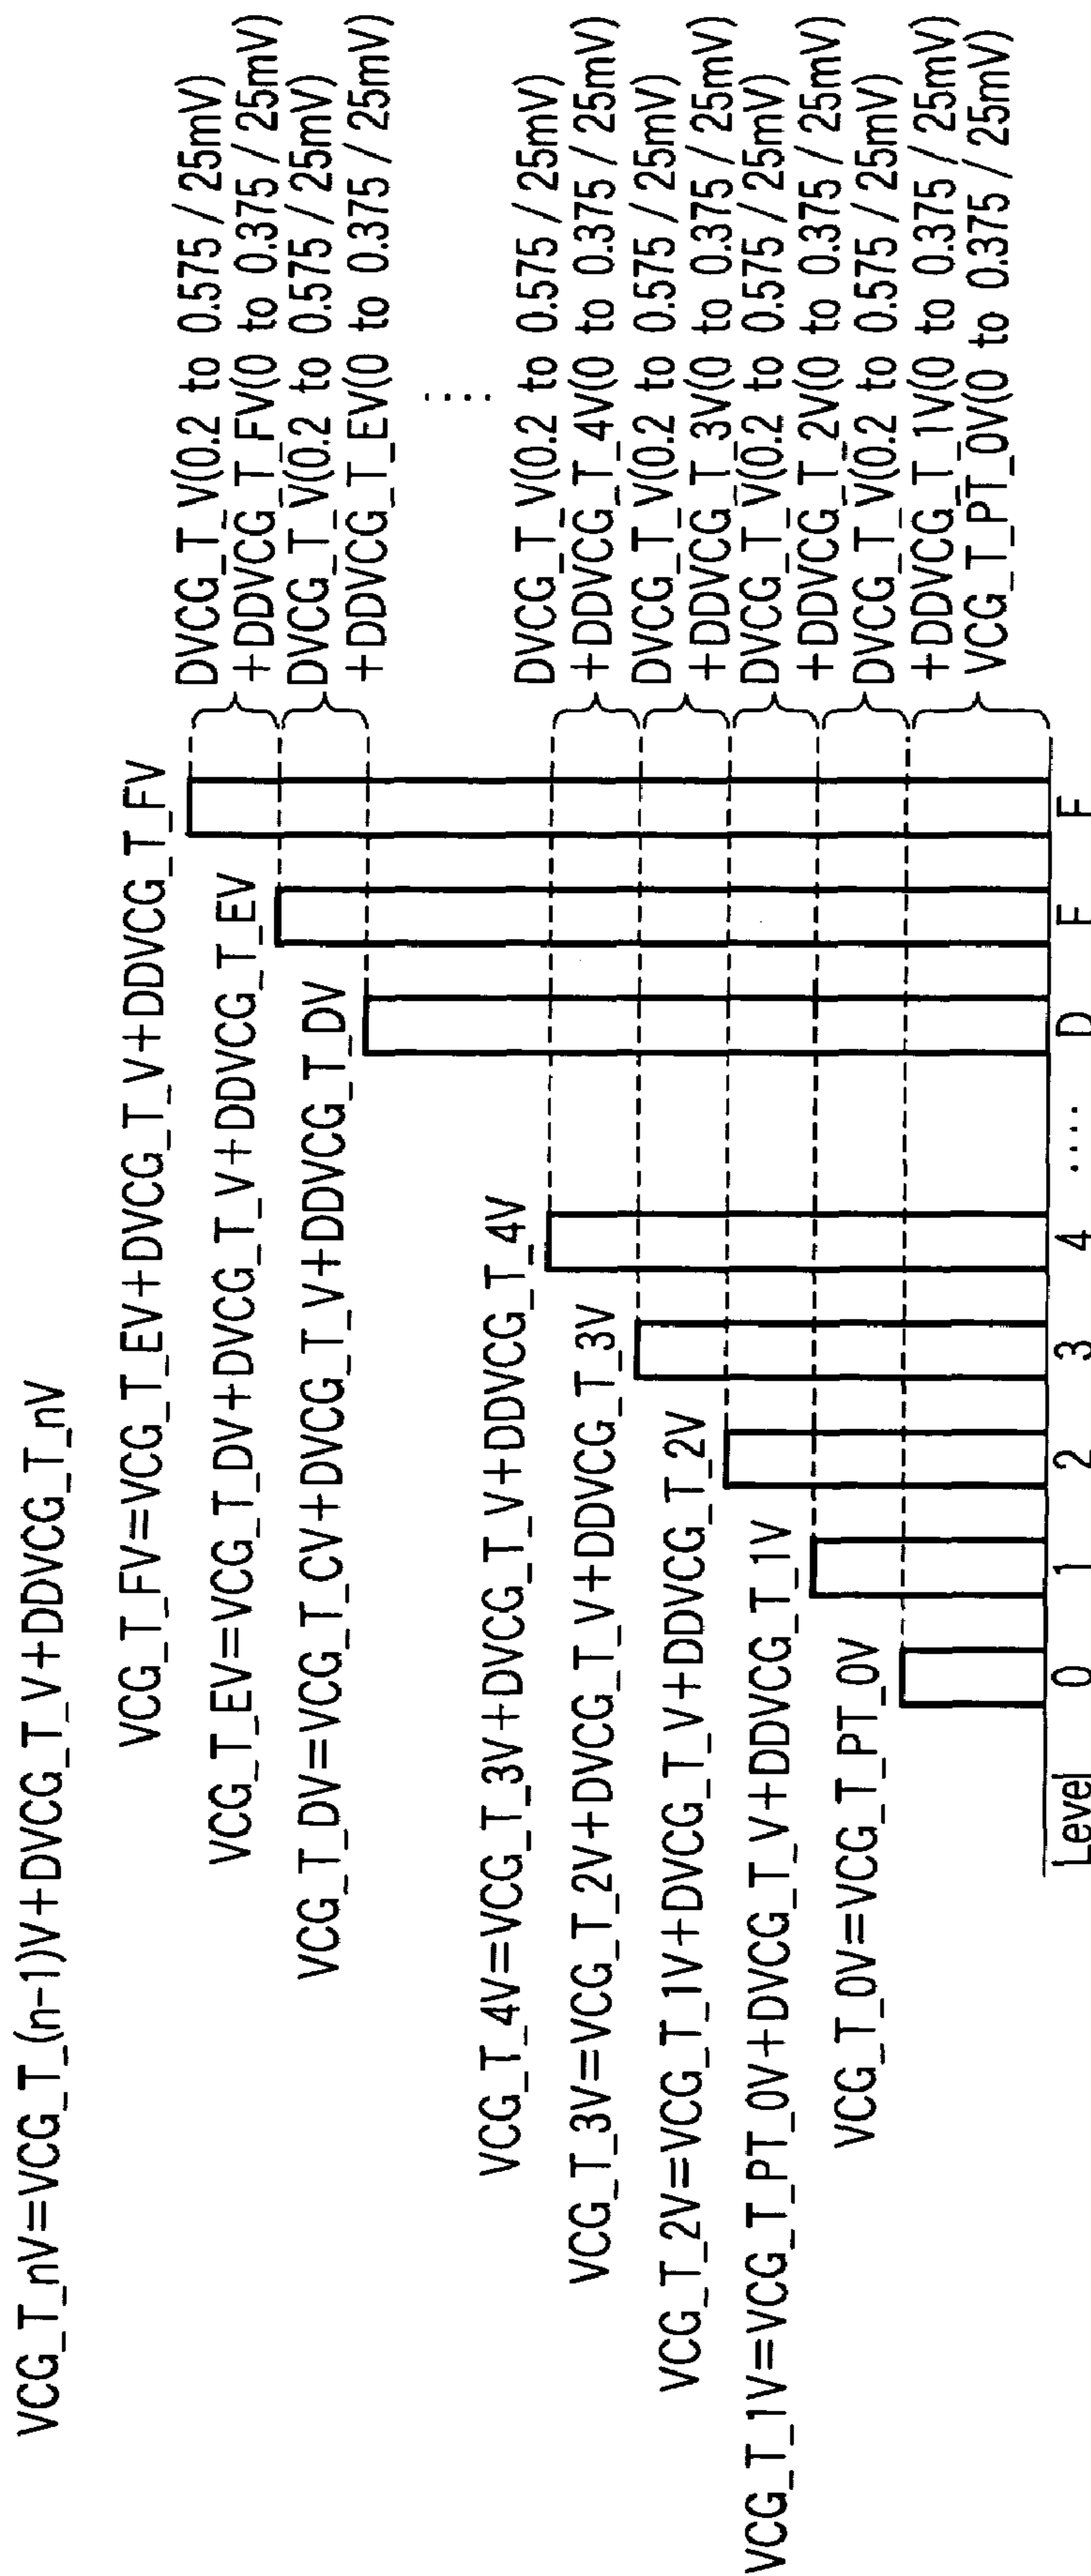 VCG_T_nV=VCG_T_(n-1)V+DVCG_T_V+DDVCG_T_nV
VCG_T_FV=VCG_T_EV+DVCG_T_V+DDVCG_T_FV
VCG_T_EV=VCG_T_DV+DVCG_T_V+DDVCG_T_EV
VCG_T_DV=VCG_T_CV+DVCG_T_V+DDVCG_T_DV
VCG_T_4V=VCG_T_3V+DVCG_T_V+DDVCG_T_4V
VCG_T_3V=VCG_T_2V+DVCG_T_V+DDVCG_T_3V
VCG_T_2V=VCG_T_1V+DVCG_T_V+DDVCG_T_2V
VCG_T_1V=VCG_T_PT_0V+DVCG_T_V+DDVCG_T_1V
VCG_T_0V=VCG_T_PT_0V
DVCG_T_V(0.2 to 0.575 / 25mV)
+DDVCG_T_FV(0 to 0.375 / 25mV)
DVCG_T_V(0.2 to 0.575 / 25mV)
+DDVCG_T_EV(0 to 0.375 / 25mV)
....
DVCG_T_V(0.2 to 0.575 / 25mV)
+DDVCG_T_4V(0 to 0.375 / 25mV)
DVCG_T_V(0.2 to 0.575 / 25mV)
+DDVCG_T_3V(0 to 0.375 / 25mV)
DVCG_T_V(0.2 to 0.575 / 25mV)
+DDVCG_T_2V(0 to 0.375 / 25mV)
DVCG_T_V(0.2 to 0.575 / 25mV)
+DDVCG_T_1V(0 to 0.375 / 25mV)
VCG_T_PT_0V(0 to 0.375 / 25mV)
Level 0 1 2 3 4 .... D E F